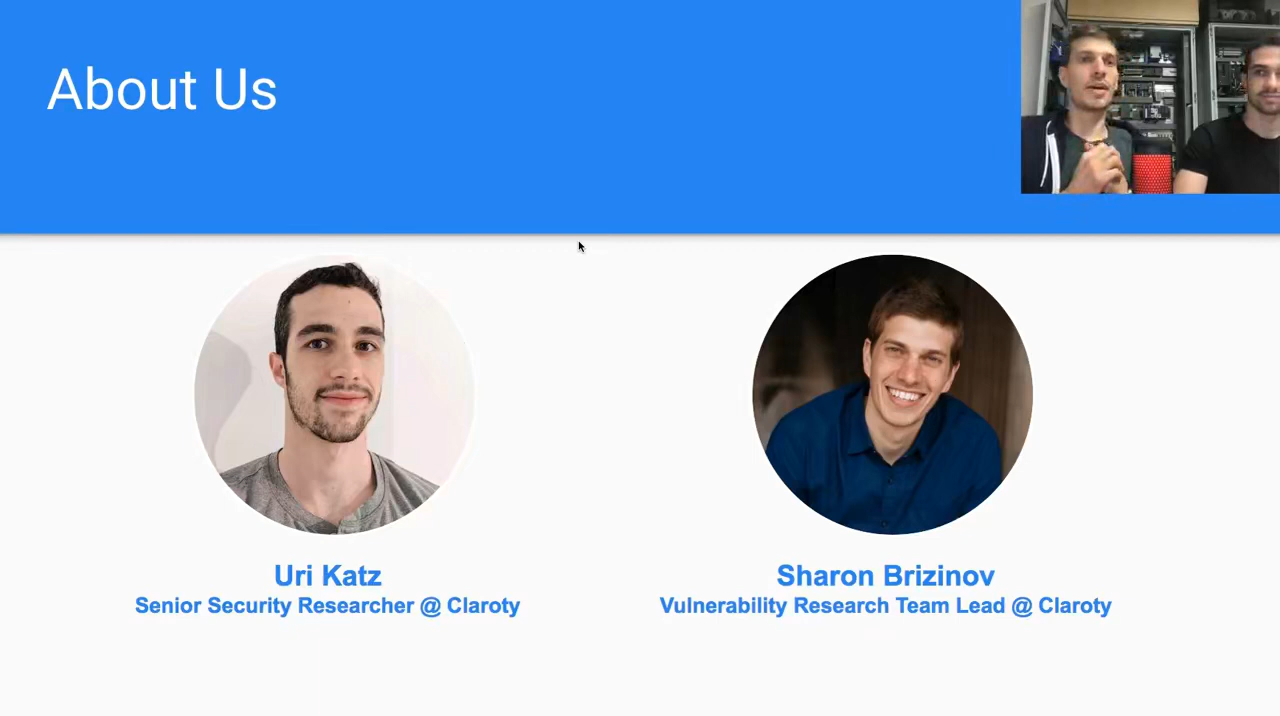 About Us
Uri Katz
Senior Security Researcher @ Claroty
Sharon Brizinov
Vulnerability Research Team Lead @ Claroty